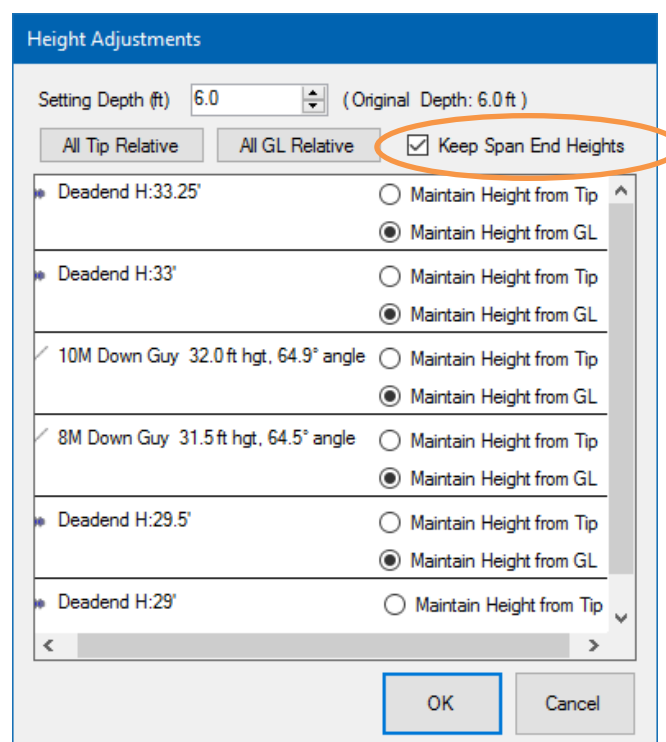 Height Adjustments
Setting Depth (ft) 6.0 ( Original Depth: 6.0 ft )
All Tip Relative All GL Relative Keep Span End Heights
Deadend H:33.25' Maintain Height from Tip
Maintain Height from GL
Deadend H:33' Maintain Height from Tip
Maintain Height from GL
10M Down Guy 32.0 ft hgt, 64.9° angle Maintain Height from Tip
Maintain Height from GL
8M Down Guy 31.5 ft hgt, 64.5° angle Maintain Height from Tip
Maintain Height from GL
Deadend H:29.5' Maintain Height from Tip
Maintain Height from GL
Deadend H:29' Maintain Height from Tip
OK Cancel